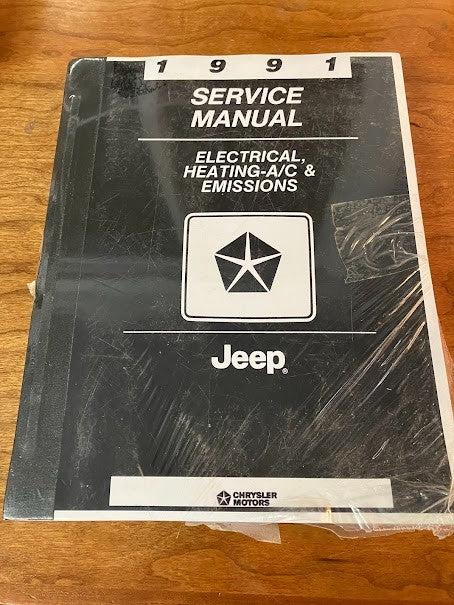 1 9 9 1
SERVICE
MANUAL
ELECTRICAL,
HEATING-A/C &
EMISSIONS
Jeep®
CHRYSLER
MOTORS